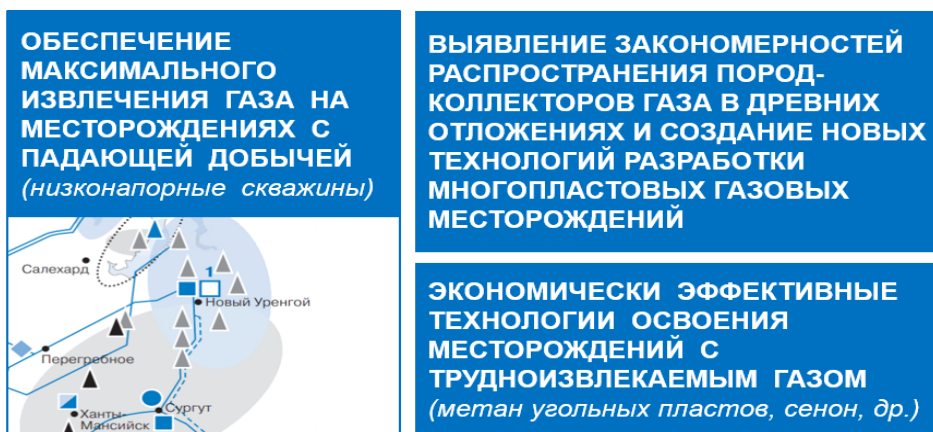 ОБЕСПЕЧЕНИЕ
МАКСИМАЛЬНОГО
ИЗВЛЕЧЕНИЯ ГАЗА НА
МЕСТОРОЖДЕНИЯХ С
ПАДАЮЩЕЙ ДОБЫЧЕЙ
(низконапорные скважины)
Салехард
1
Новый Уренгой
Перегребное
Ханты-
Мансийск
Сургут
ВЫЯВЛЕНИЕ ЗАКОНОМЕРНОСТЕЙ
РАСПРОСТРАНЕНИЯ ПОРОД-
КОЛЛЕКТОРОВ ГАЗА В ДРЕВНИХ
ОТЛОЖЕНИЯХ И СОЗДАНИЕ НОВЫХ
ТЕХНОЛОГИЙ РАЗРАБОТКИ
МНОГОПЛАСТОВЫХ ГАЗОВЫХ
МЕСТОРОЖДЕНИЙ
ЭКОНОМИЧЕСКИ ЭФФЕКТИВНЫЕ
ТЕХНОЛОГИИ ОСВОЕНИЯ
МЕСТОРОЖДЕНИЙ С
ТРУДНОИЗВЛЕКАЕМЫМ ГАЗОМ
(метан угольных пластов, сенон, др.)